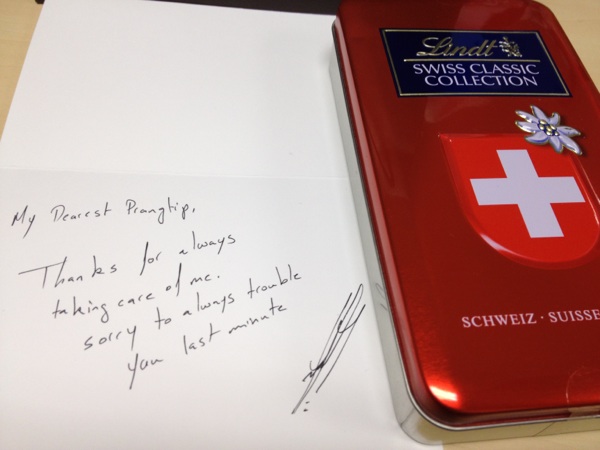 My Dearest Prangtip,
Thanks for always
taking care of me.
sorry to always trouble
you last minute
Lindt
SWISS CLASSIC
COLLECTION
SCHWEIZ · SUISSE